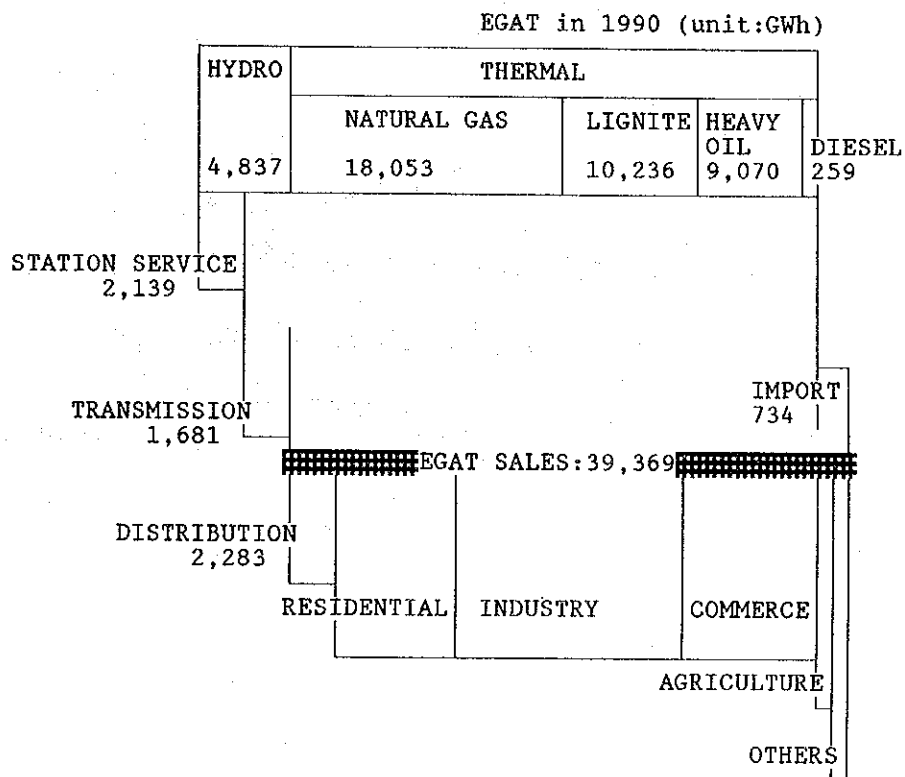 EGAT in 1990 (unit:GWh)
HYDRO
THERMAL
NATURAL GAS
LIGNITE
HEAVY
OIL
DIESEL
4,837
18,053
10,236
9,070
259
STATION SERVICE
2,139
IMPORT
734
TRANSMISSION
1,681
EGAT SALES:39,369
DISTRIBUTION
2,283
RESIDENTIAL
INDUSTRY
COMMERCE
AGRICULTURE
OTHERS